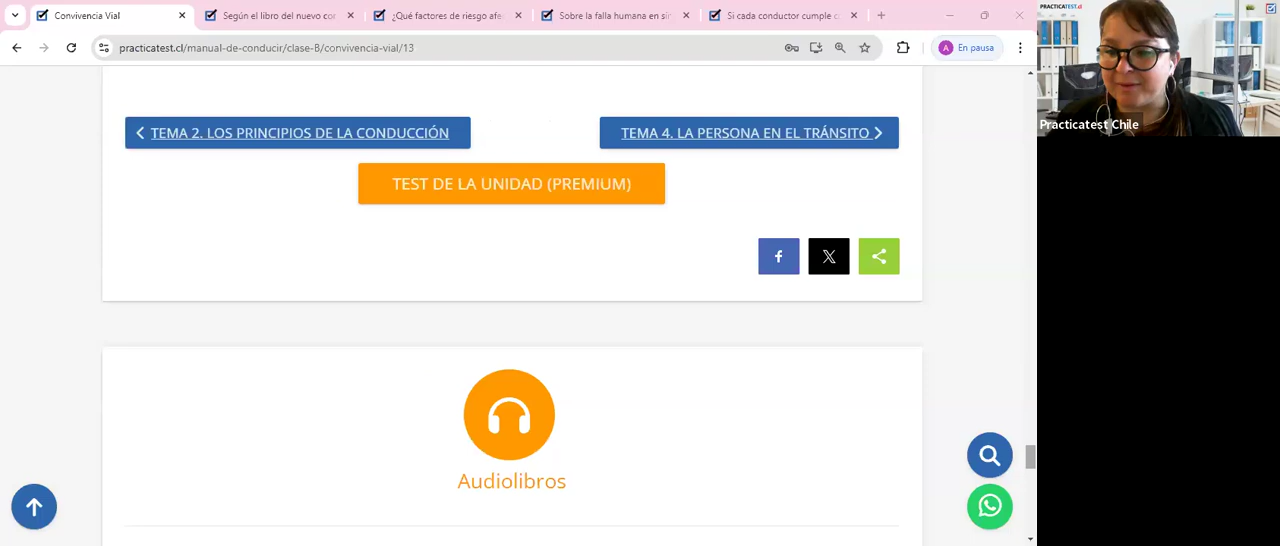 Convivencia Vial
Según el libro del nuevo con
¿Qué factores de riesgo afe
Sobre la falla humana en sin
Si cada conductor cumple c
practicatest.cl/manual-de-conducir/clase-B/convivencia-vial/13
A En pausa
PRACTICATEST.cl
Practicatest Chile
TEMA 2. LOS PRINCIPIOS DE LA CONDUCCIÓN
TEMA 4. LA PERSONA EN EL TRÁNSITO
TEST DE LA UNIDAD (PREMIUM)
Audiolibros